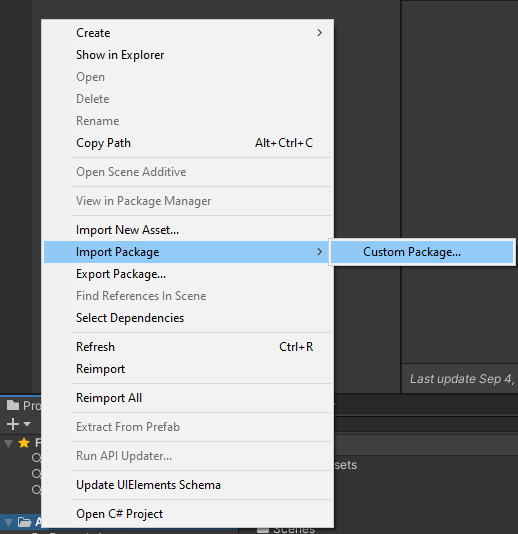 Create
Show in Explorer
Open
Delete
Rename
Copy Path Alt+Ctrl+C
Open Scene Additive
View in Package Manager
Import New Asset...
Import Package Custom Package...
Export Package...
Find References In Scene
Select Dependencies
Refresh Ctrl+R
Reimport
Last update Sep 4,
Reimport All
Extract From Prefab
Run API Updater...
Update UIElements Schema
Open C# Project
Scenes